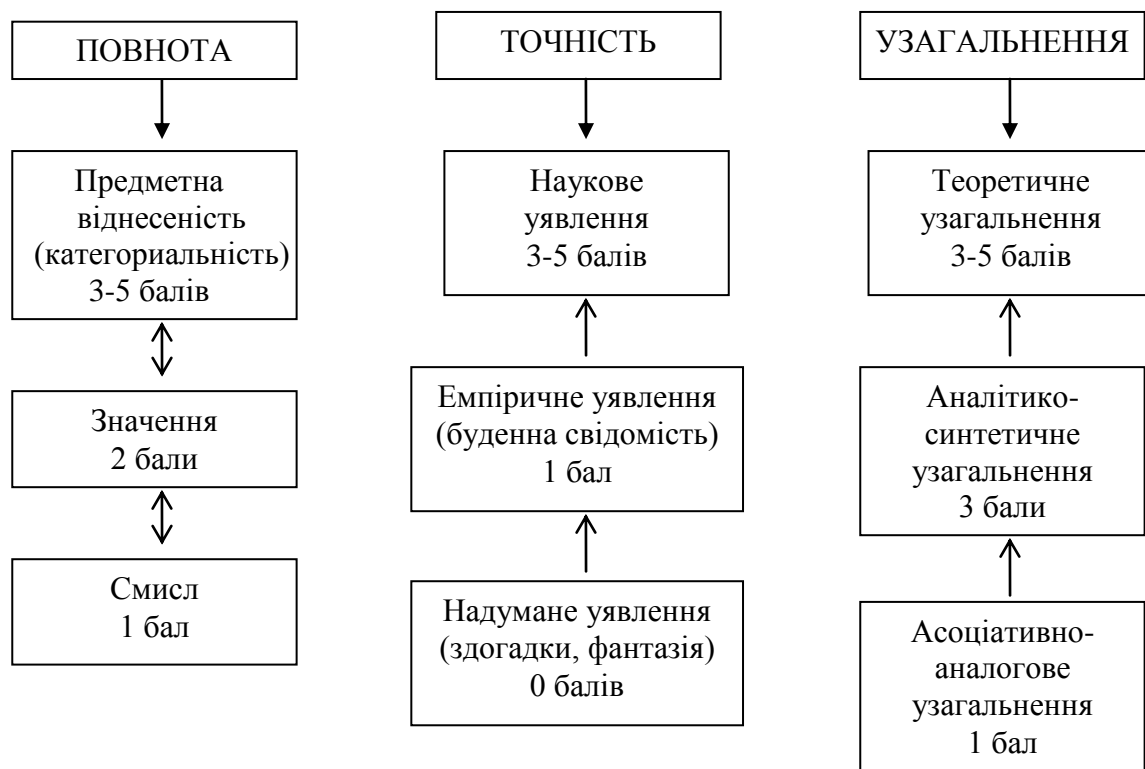 ПОВНОТА
Предметна
віднесеність
(категориальність)
3-5 балів
Значення
2 бали
Смисл
1 бал
ТОЧНІСТЬ
Наукове
уявлення
3-5 балів
Емпіричне уявлення
(буденна свідомість)
1 бал
Надумане уявлення
(здогадки, фантазія)
0 балів
УЗАГАЛЬНЕННЯ
Теоретичне
узагальнення
3-5 балів
Аналітико-
синтетичне
узагальнення
3 бали
Асоціативно-
аналогове
узагальнення
1 бал